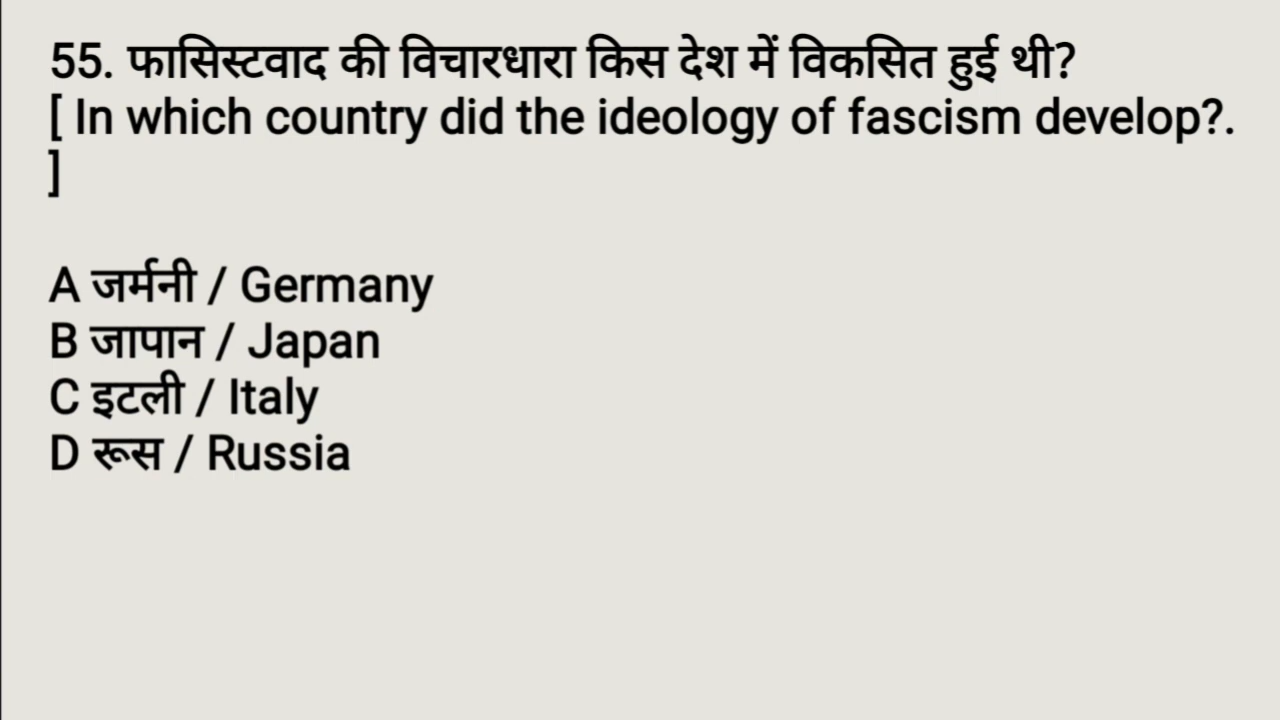 55. फासिस्टवाद की विचारधारा किस देश में विकसित हुई थी?
[ In which country did the ideology of fascism develop?.
]
A जर्मनी / Germany
B जापान / Japan
C इटली / Italy
D रूस / Russia